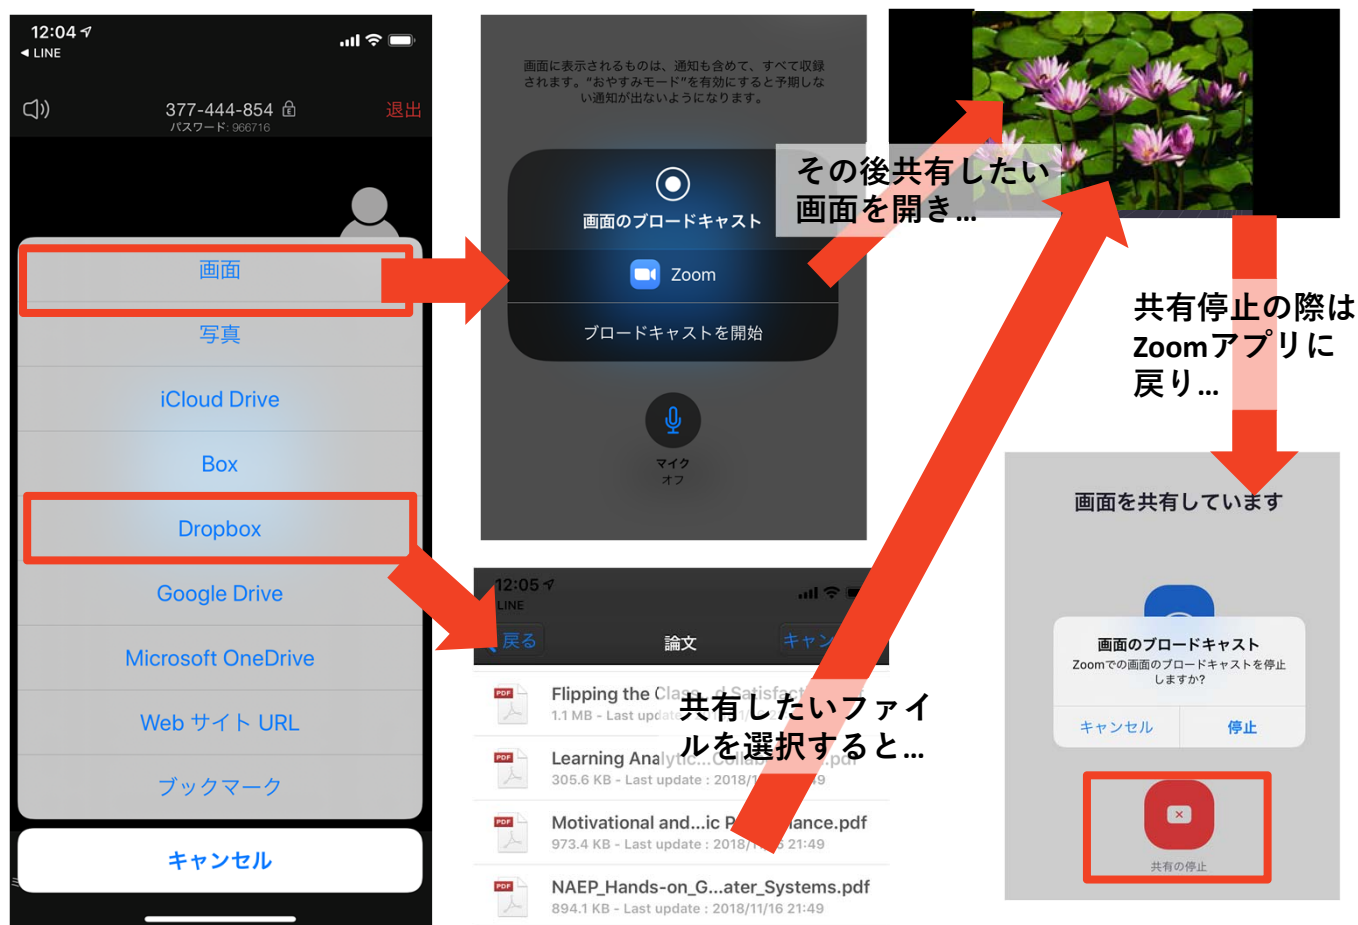 12:04
◀ LINE
377-444-854
パスワード: 966716
退出
画面
写真
iCloud Drive
Box
Dropbox
Google Drive
Microsoft OneDrive
Web サイト URL
ブックマーク
キャンセル
画面に表示されるものは、通知も含めて、すべて収録
されます。“おやすみモード”を有効にすると予期しな
い通知が出ないようになります。
画面のブロードキャスト
Zoom
ブロードキャストを開始
マイク
オフ
その後共有したい
画面を開き...
共有停止の際は
Zoomアプリに
戻り...
12:05
LINE
戻る
論文
キャン
PDF
Flipping the
1.1 MB - Last
PDF
Learning Analytic...
305.6 KB - Last update : 2018/1
PDF
Motivational and...ic P ance.pdf
973.4 KB - Last update : 2018/ 21:49
PDF
NAEP_Hands-on_G...ater_Systems.pdf
894.1 KB - Last update : 2018/11/16 21:49
共有したいファイ
ルを選択すると...
画面を共有しています
画面のブロードキャスト
Zoomでの画面のブロードキャストを停止
しますか?
キャンセル
停止
共有の停止